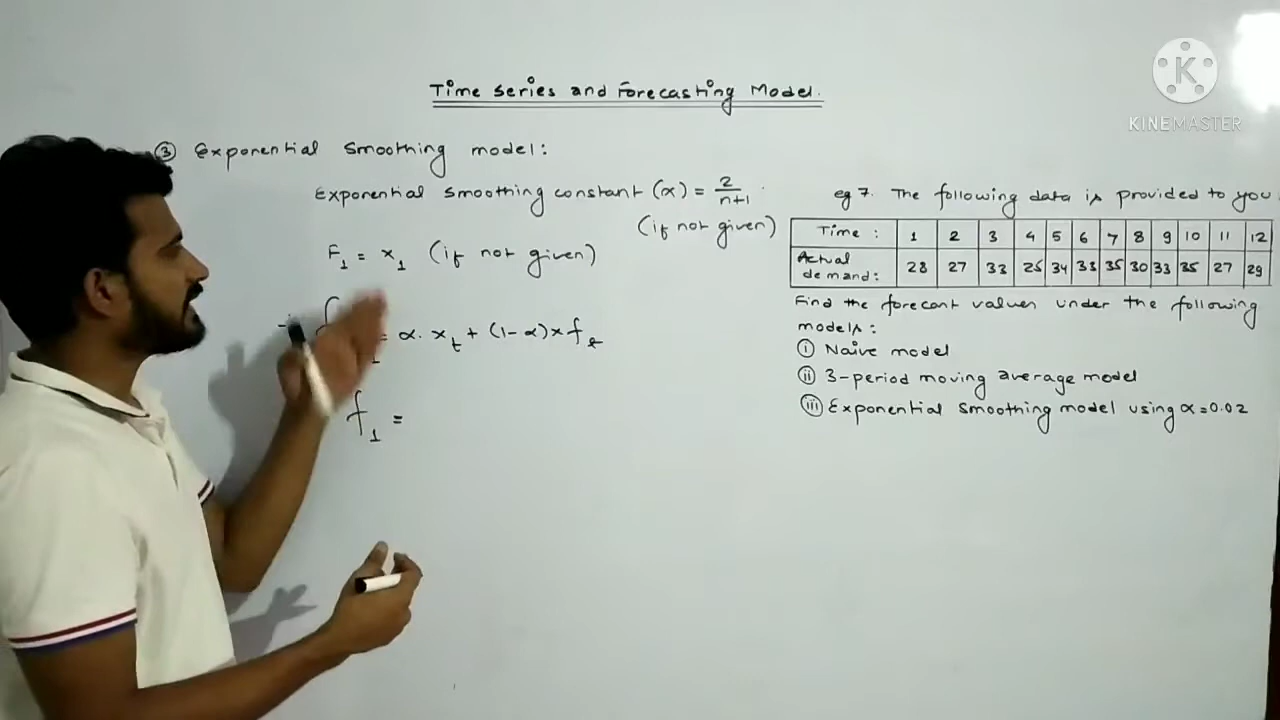 Time Series and Forecasting Model.
③ Exponential Smoothing model:
Exponential smoothing constant (α) = 2/n+1
(if not given)
F₁ = x₁ (if not given)
f = α. x_t + (1-α)× f_t
f₁ =
eg 7. The following data is provided to you
Time : 1 2 3 4 5 6 7 8 9 10 11 12
Actual demand: 28 27 33 25 34 33 35 30 33 35 27 29
Find the forecast values under the following
models:
(i) Naive model
(ii) 3-period moving average model
(iii) Exponential smoothing model using α = 0.02
K
KINEMASTER